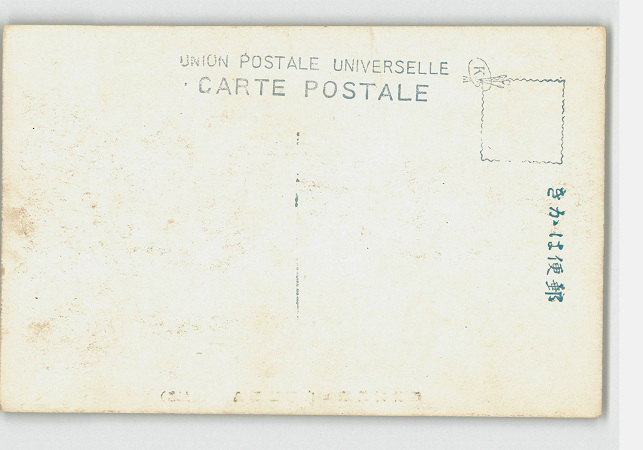 UNION POSTALE UNIVERSELLE
CARTE POSTALE
K
きかは便郵